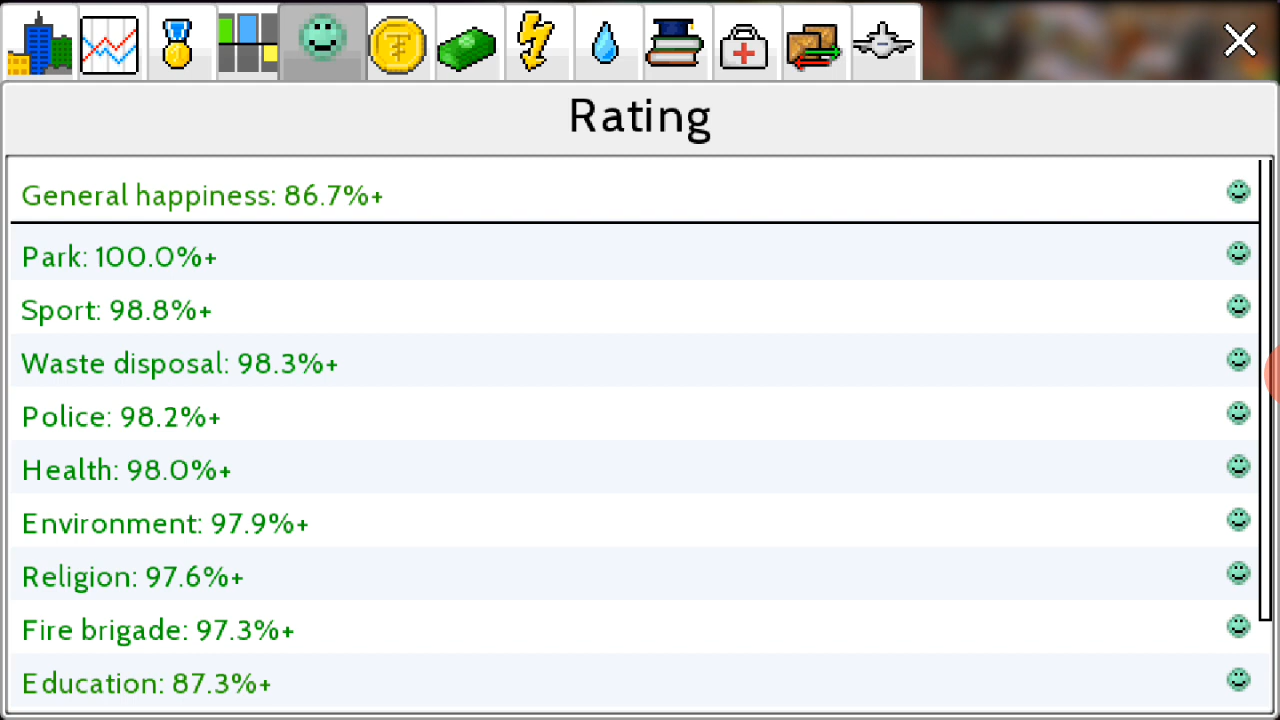 Rating
General happiness: 86.7%+
Park: 100.0%+
Sport: 98.8%+
Waste disposal: 98.3%+
Police: 98.2%+
Health: 98.0%+
Environment: 97.9%+
Religion: 97.6%+
Fire brigade: 97.3%+
Education: 87.3%+